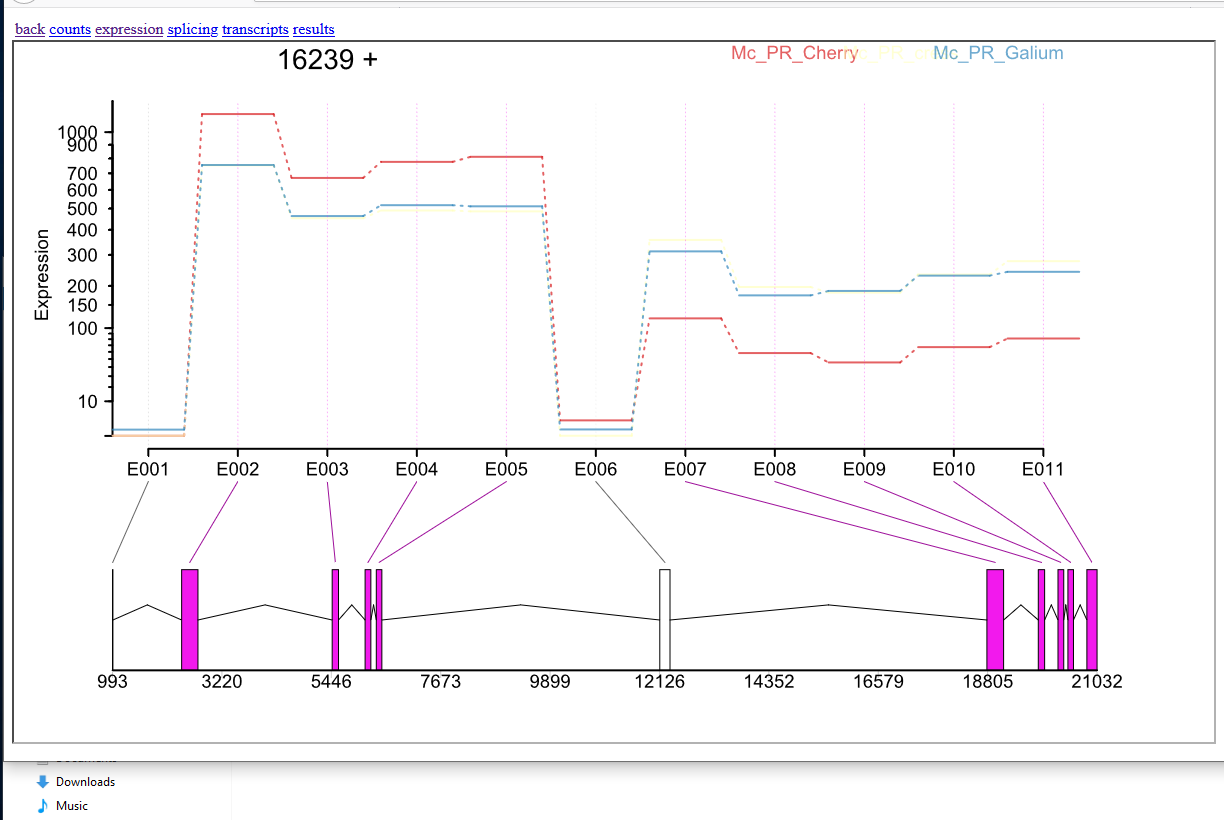 back counts expression splicing transcripts results
16239 +
Mc_PR_Cherry Mc_PR_Galium
Expression
1000
900
700
600
500
400
300
200
150
100
10
E001 E002 E003 E004 E005 E006 E007 E008 E009 E010 E011
993 3220 5446 7673 9899 12126 14352 16579 18805 21032
Downloads
Music